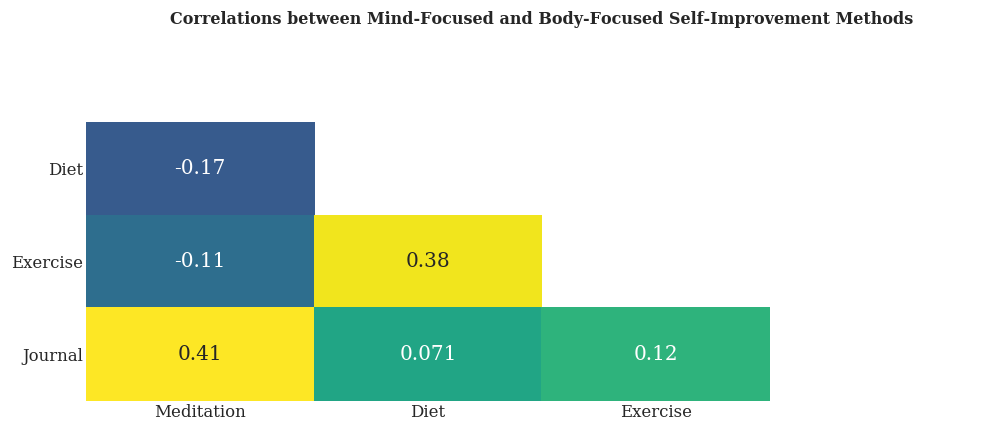 Correlations between Mind-Focused and Body-Focused Self-Improvement Methods
Diet
-0.17
Exercise
-0.11
0.38
Journal
0.41
0.071
0.12
Meditation
Diet
Exercise